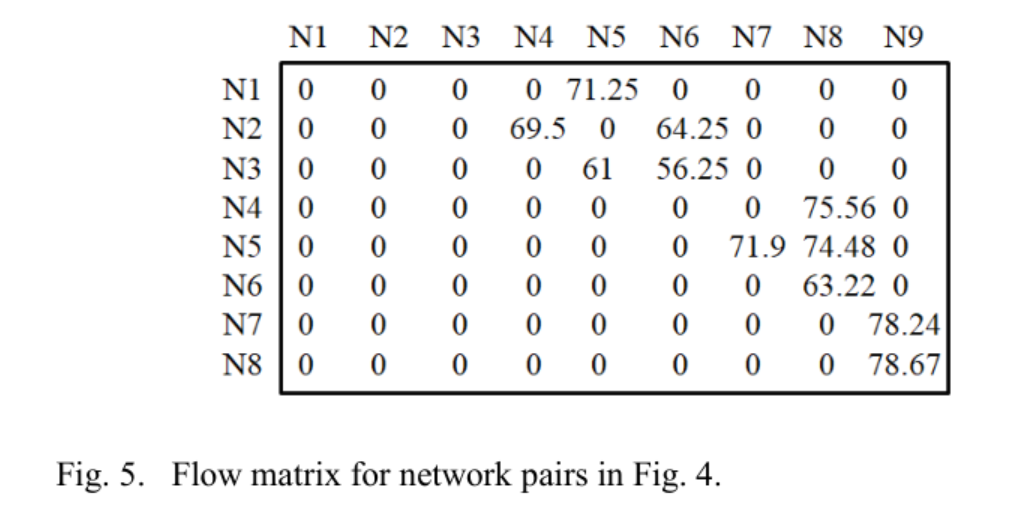 N1 N2 N3 N4 N5 N6 N7 N8 N9
N1 0 0 0 0 71.25 0 0 0 0
N2 0 0 0 69.5 0 64.25 0 0 0
N3 0 0 0 0 61 56.25 0 0 0
N4 0 0 0 0 0 0 0 75.56 0
N5 0 0 0 0 0 0 71.9 74.48 0
N6 0 0 0 0 0 0 0 63.22 0
N7 0 0 0 0 0 0 0 0 78.24
N8 0 0 0 0 0 0 0 0 78.67
Fig. 5. Flow matrix for network pairs in Fig. 4.